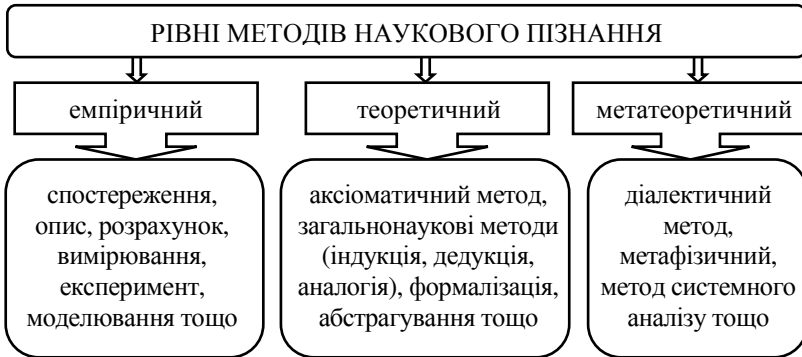 РІВНІ МЕТОДІВ НАУКОВОГО ПІЗНАННЯ
емпіричний
теоретичний
метатеоретичний
спостереження,
опис, розрахунок,
вимірювання,
експеримент,
моделювання тощо
аксіоматичний метод,
загальнонаукові методи
(індукція, дедукція,
аналогія), формалізація,
абстрагування тощо
діалектичний
метод,
метафізичний,
метод системного
аналізу тощо